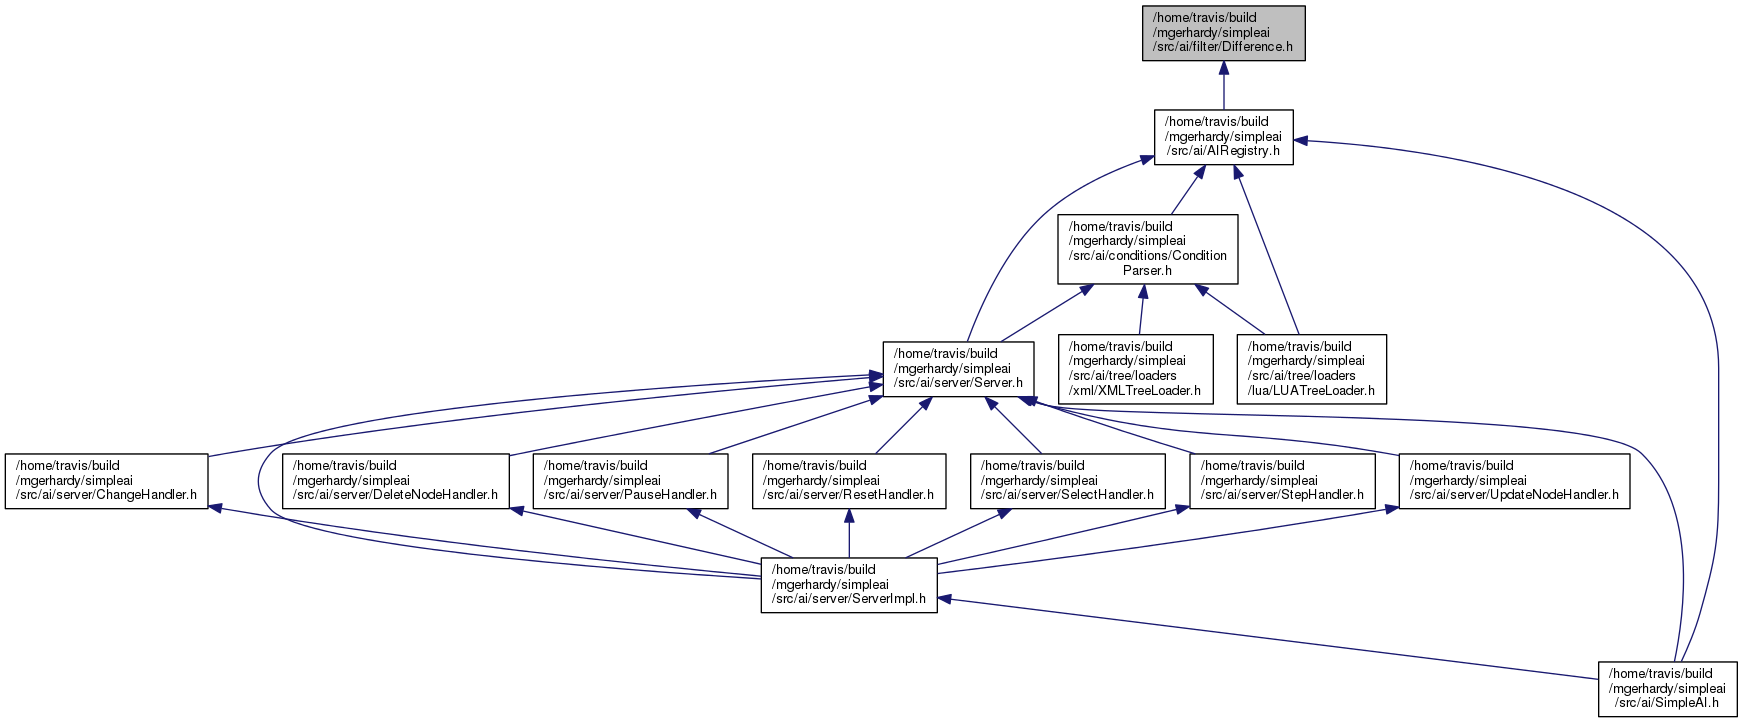 /home/travis/build
/mgerhardy/simpleai
/src/ai/filter/Difference.h
/home/travis/build
/mgerhardy/simpleai
/src/ai/AIRegistry.h
/home/travis/build
/mgerhardy/simpleai
/src/ai/conditions/Condition
Parser.h
/home/travis/build
/mgerhardy/simpleai
/src/ai/server/Server.h
/home/travis/build
/mgerhardy/simpleai
/src/ai/tree/loaders
/xml/XMLTreeLoader.h
/home/travis/build
/mgerhardy/simpleai
/src/ai/tree/loaders
/lua/LUATreeLoader.h
/home/travis/build
/mgerhardy/simpleai
/src/ai/server/ChangeHandler.h
/home/travis/build
/mgerhardy/simpleai
/src/ai/server/DeleteNodeHandler.h
/home/travis/build
/mgerhardy/simpleai
/src/ai/server/PauseHandler.h
/home/travis/build
/mgerhardy/simpleai
/src/ai/server/ResetHandler.h
/home/travis/build
/mgerhardy/simpleai
/src/ai/server/SelectHandler.h
/home/travis/build
/mgerhardy/simpleai
/src/ai/server/StepHandler.h
/home/travis/build
/mgerhardy/simpleai
/src/ai/server/UpdateNodeHandler.h
/home/travis/build
/mgerhardy/simpleai
/src/ai/server/ServerImpl.h
/home/travis/build
/mgerhardy/simpleai
/src/ai/SimpleAI.h